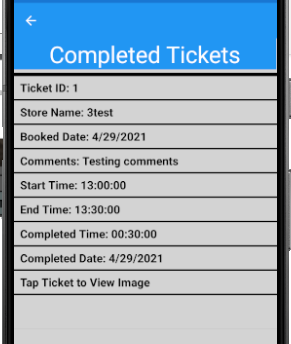 Completed Tickets
Ticket ID: 1
Store Name: 3test
Booked Date: 4/29/2021
Comments: Testing comments
Start Time: 13:00:00
End Time: 13:30:00
Completed Time: 00:30:00
Completed Date: 4/29/2021
Tap Ticket to View Image